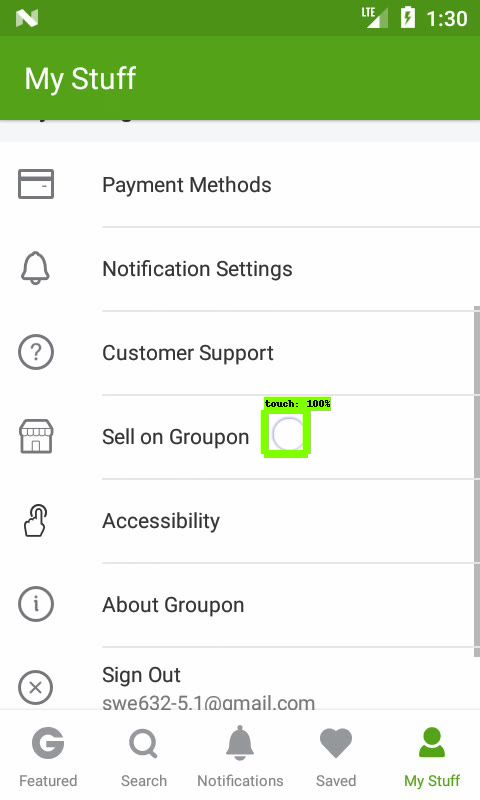 LTE
1:30
My Stuff
Payment Methods
Notification Settings
Customer Support
touch: 100%
Sell on Groupon
Accessibility
About Groupon
Sign Out
swe632-5.1@gmail.com
Featured
Search
Notifications
Saved
My Stuff